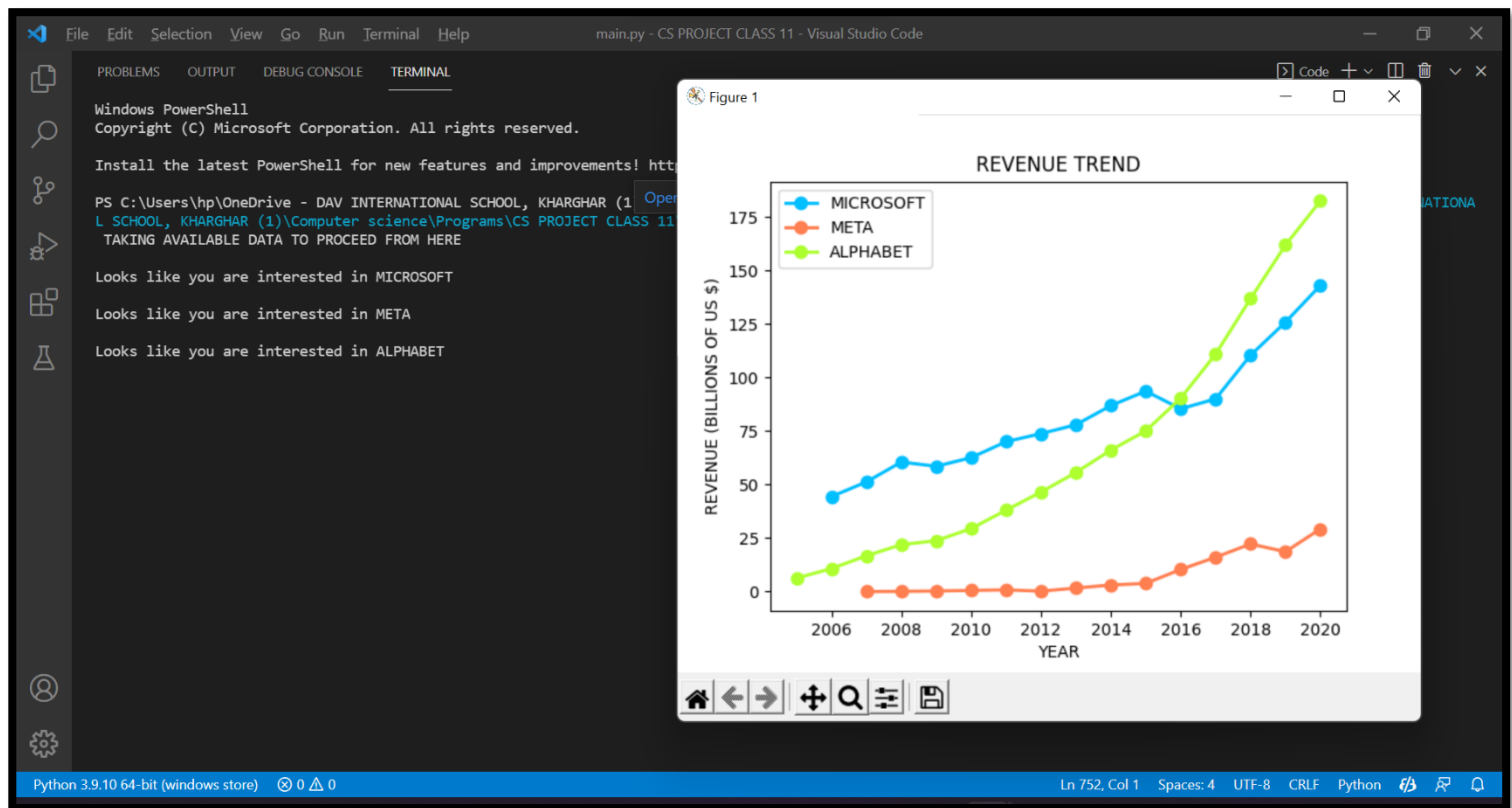 File Edit Selection View Go Run Terminal Help main.py - CS PROJECT CLASS 11 - Visual Studio Code
PROBLEMS OUTPUT DEBUG CONSOLE TERMINAL
Code
Windows PowerShell
Copyright (C) Microsoft Corporation. All rights reserved.
Install the latest PowerShell for new features and improvements!
PS C:\Users\hp\OneDrive - DAV INTERNATIONAL SCHOOL, KHARGHAR (1
L SCHOOL, KHARGHAR (1)\Computer science\Programs\CS PROJECT CLASS 11
TAKING AVAILABLE DATA TO PROCEED FROM HERE
Looks like you are interested in MICROSOFT
Looks like you are interested in META
Looks like you are interested in ALPHABET
Figure 1
REVENUE TREND
MICROSOFT
META
ALPHABET
REVENUE (BILLIONS OF US $)
175
150
125
100
75
50
25
0
2006 2008 2010 2012 2014 2016 2018 2020
YEAR
Python 3.9.10 64-bit (windows store) 0 0 Ln 752, Col 1 Spaces: 4 UTF-8 CRLF Python